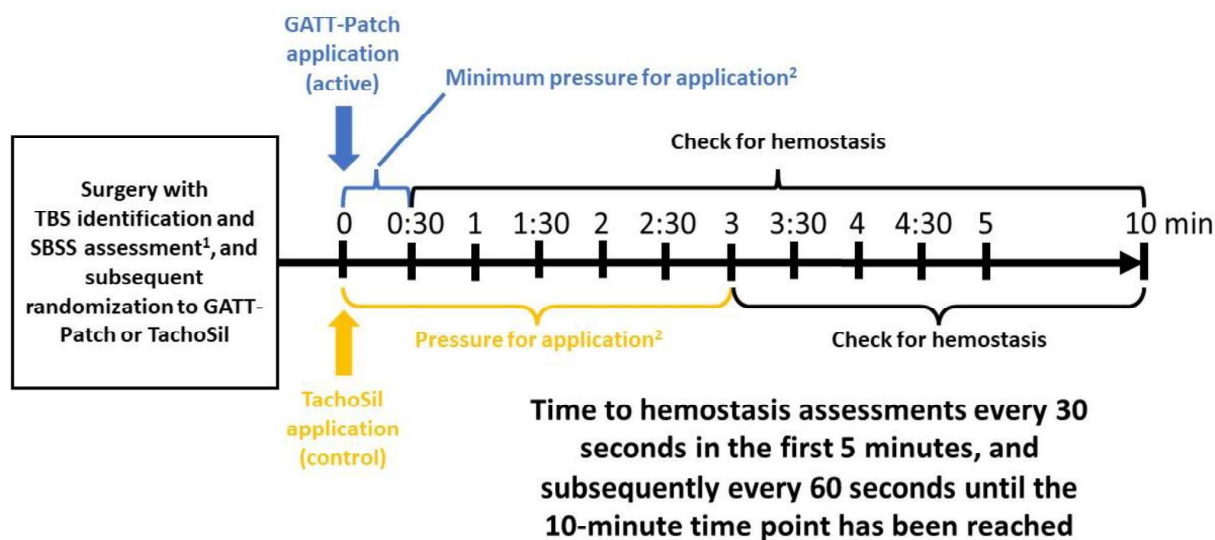 GATT-Patch
application
(active)
Minimum pressure for application²
Check for hemostasis
Surgery with
TBS identification and
SBSS assessment¹, and
subsequent
randomization to GATT-
Patch or TachoSil
0 0:30 1 1:30 2 2:30 3 3:30 4 4:30 5 10 min
Pressure for application²
Check for hemostasis
TachoSil
application
(control)
Time to hemostasis assessments every 30
seconds in the first 5 minutes, and
subsequently every 60 seconds until the
10-minute time point has been reached